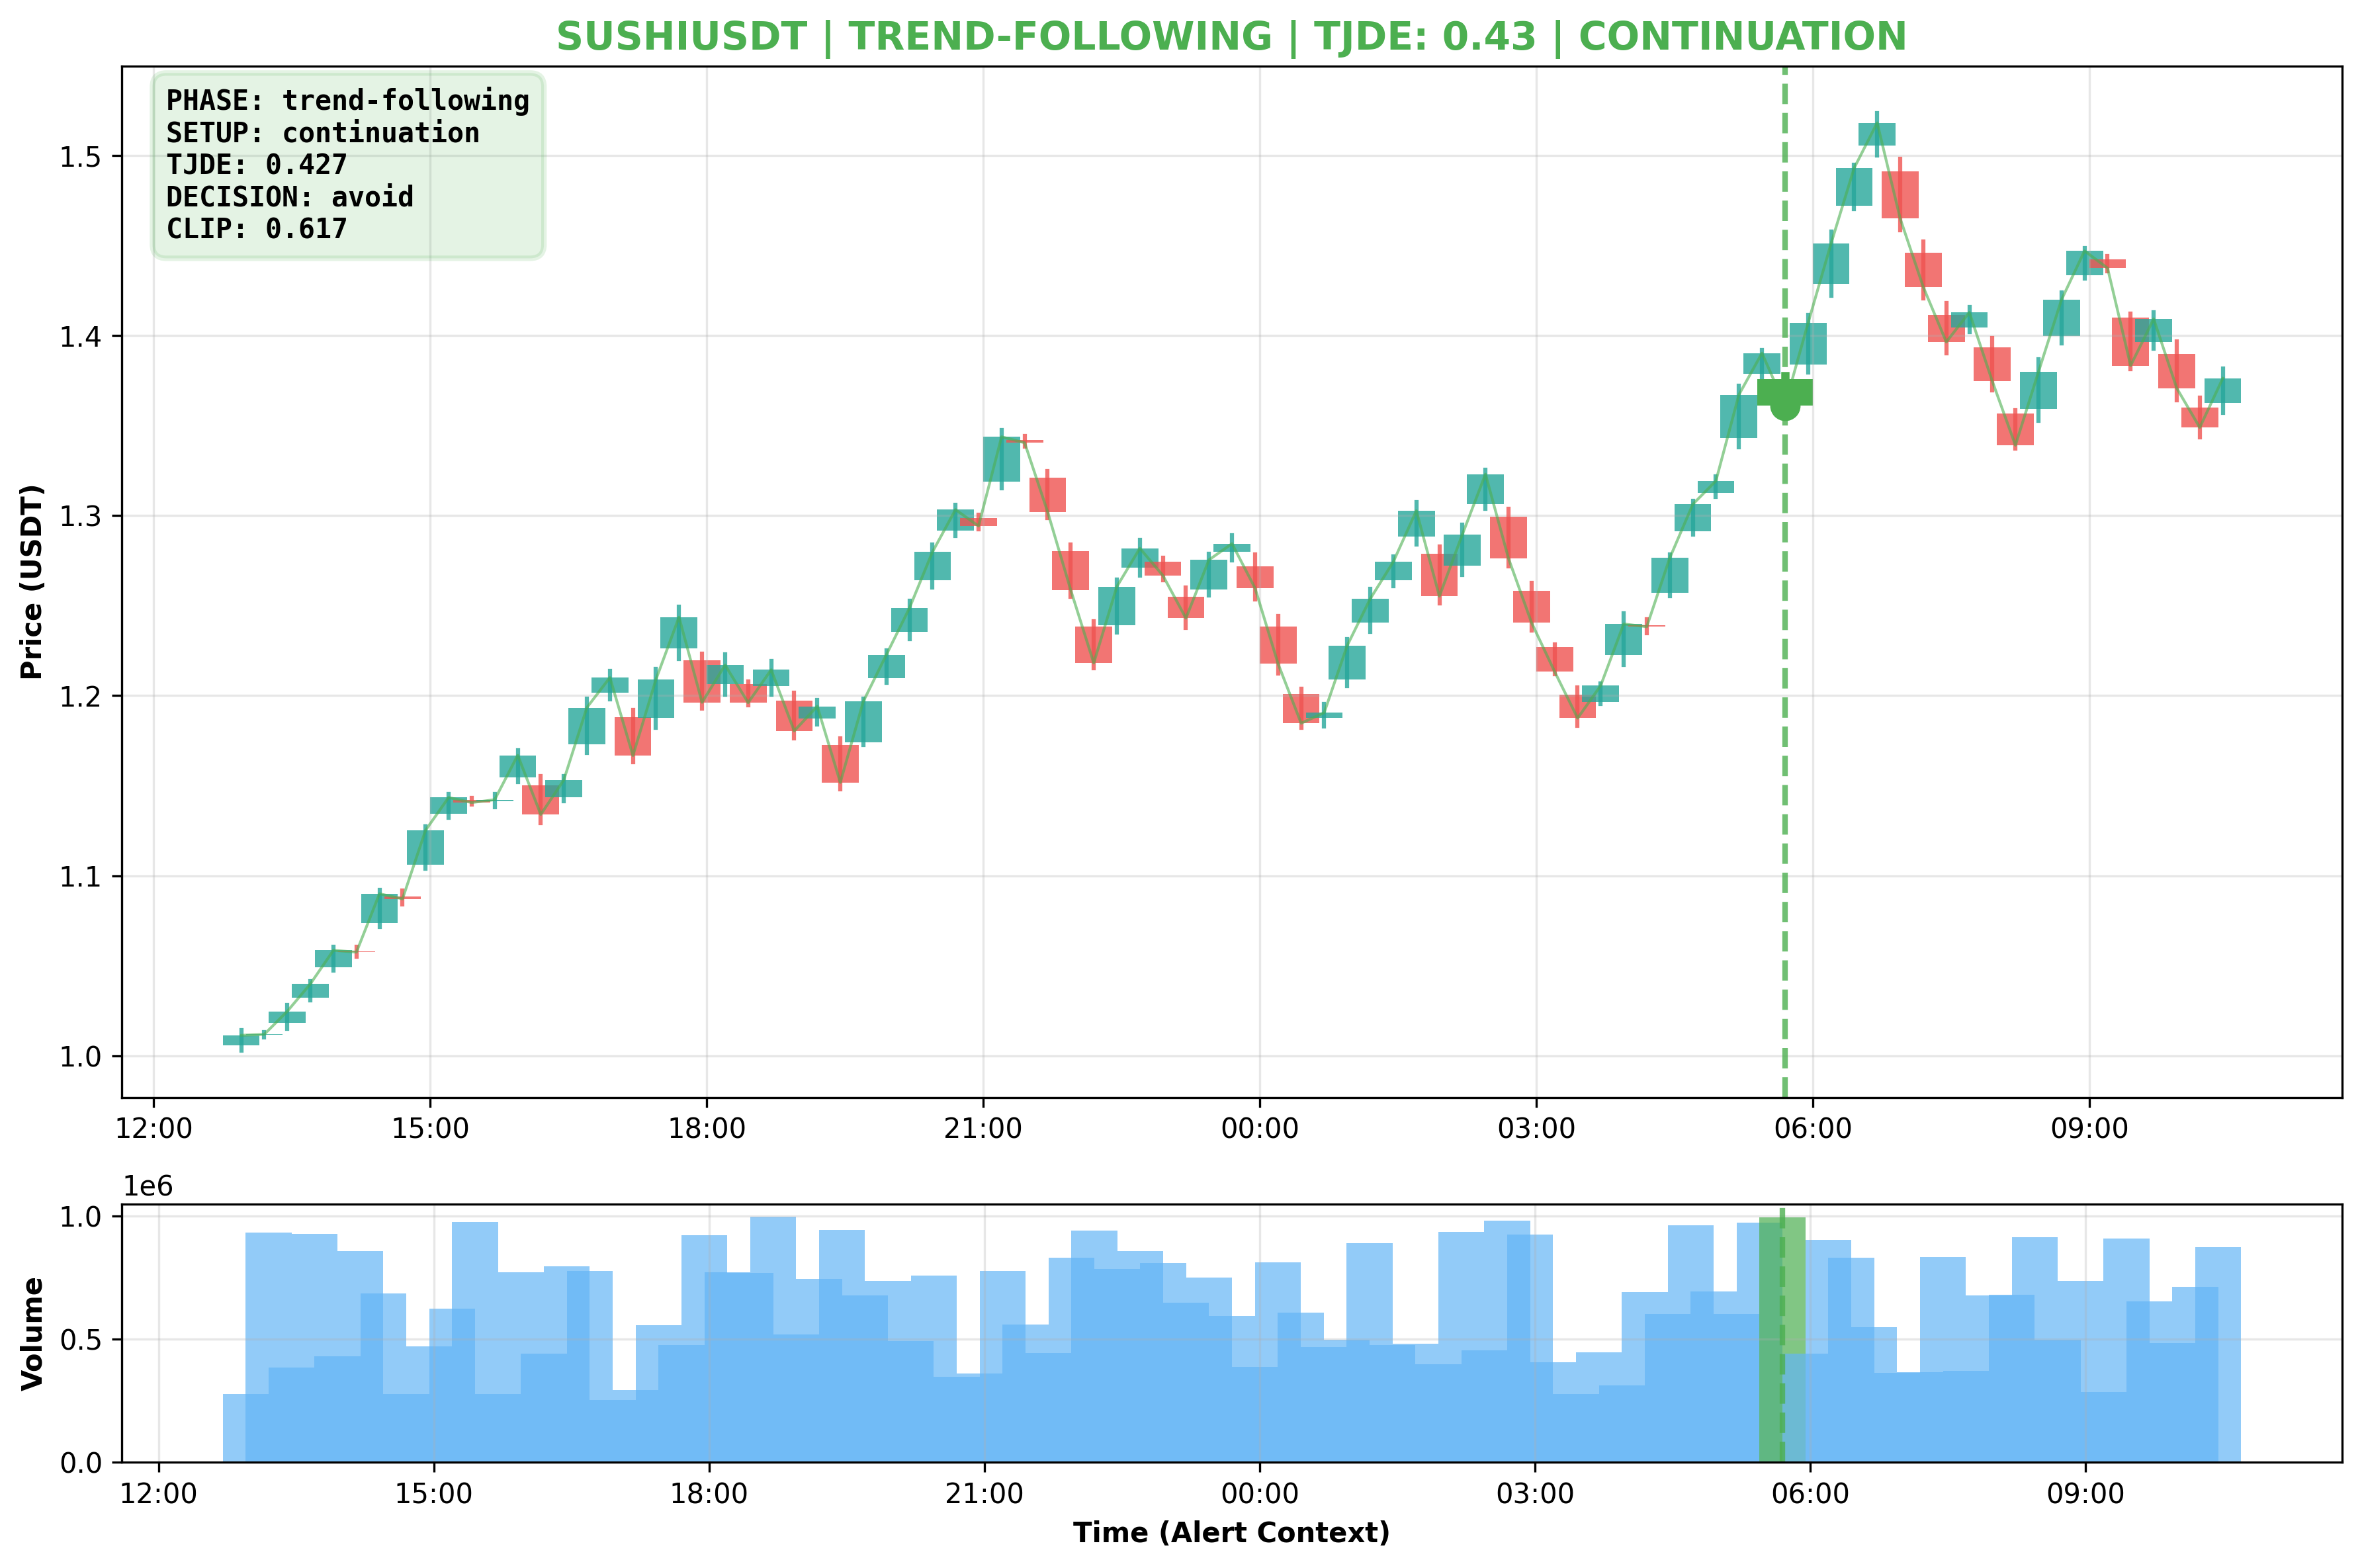 SUSHIUSDT | TREND-FOLLOWING | TJDE: 0.43 | CONTINUATION
PHASE: trend-following
SETUP: continuation
TJDE: 0.427
DECISION: avoid
CLIP: 0.617
Price (USDT)
1.5
1.4
1.3
1.2
1.1
1.0
12:00 15:00 18:00 21:00 00:00 03:00 06:00 09:00
1e6
Volume
1.0
0.5
0.0
12:00 15:00 18:00 21:00 00:00 03:00 06:00 09:00
Time (Alert Context)